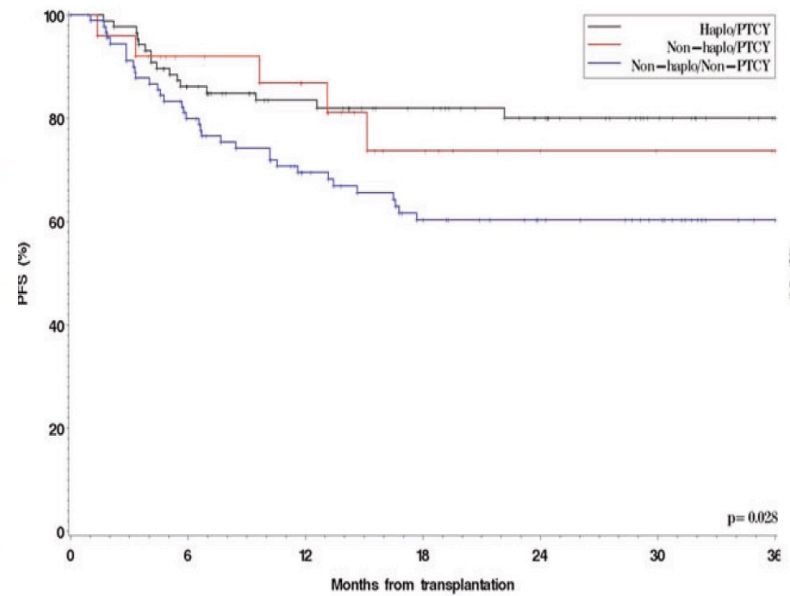 100
80
60
40
20
0
PFS (%)
Haplo/PTCY
Non-haplo/PTCY
Non-haplo/Non-PTCY
p= 0.028
0 6 12 18 24 30 36
Months from transplantation